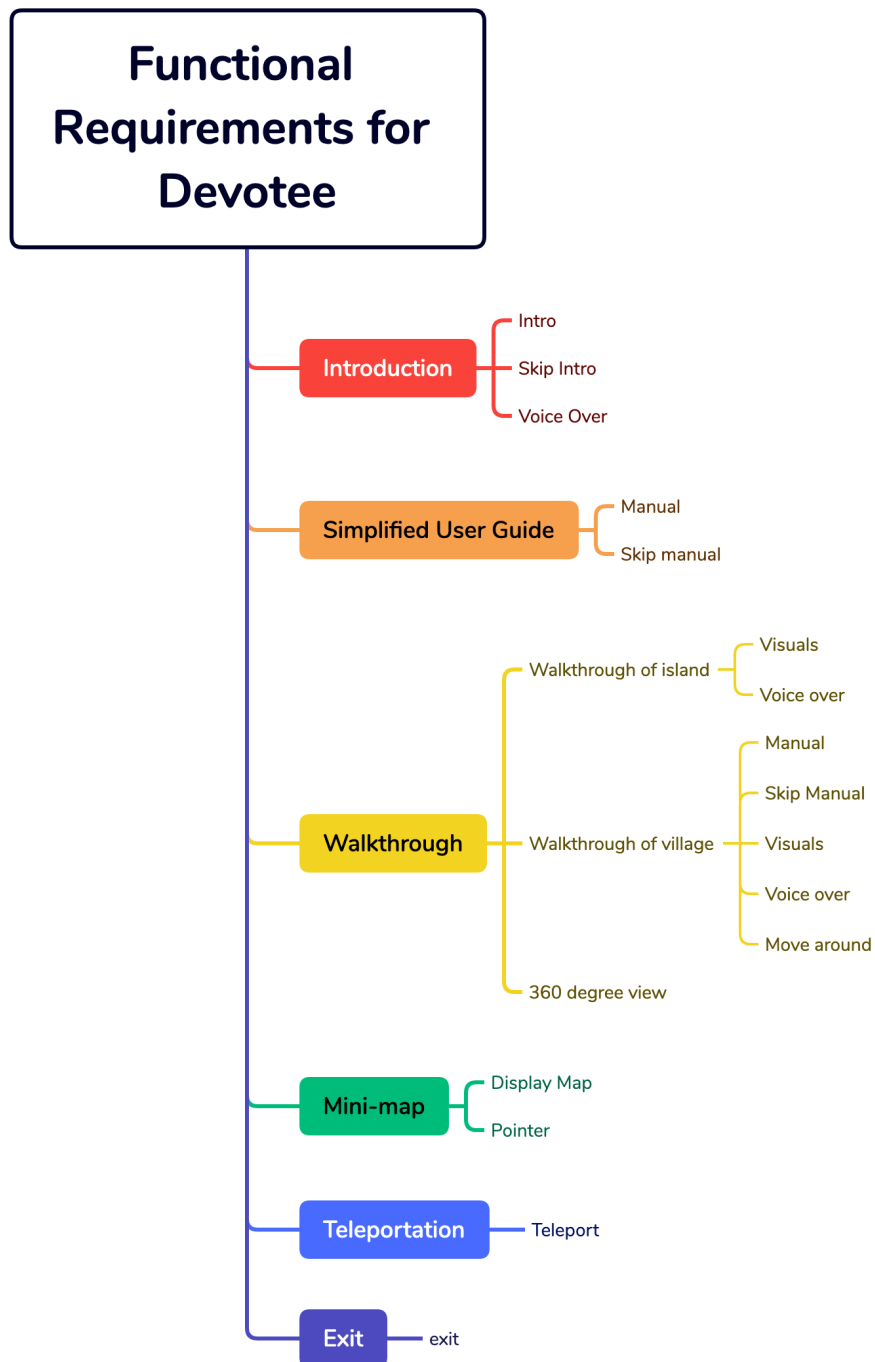 Functional
Requirements for
Devotee
Introduction
Intro
Skip Intro
Voice Over
Simplified User Guide
Manual
Skip manual
Walkthrough
Walkthrough of island
Visuals
Voice over
Walkthrough of village
Manual
Skip Manual
Visuals
Voice over
Move around
360 degree view
Mini-map
Display Map
Pointer
Teleportation
Teleport
Exit
exit